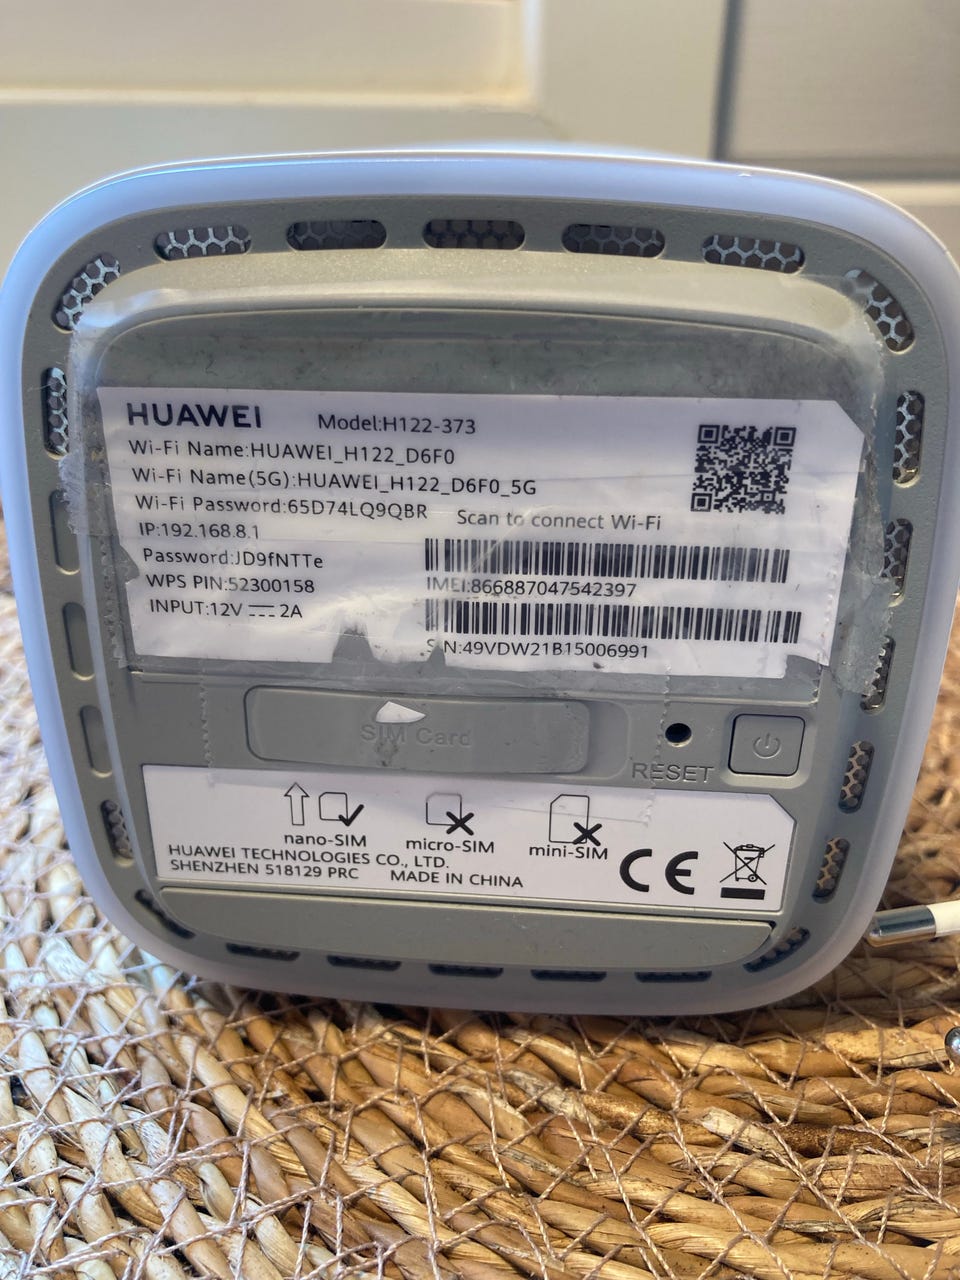 HUAWEI Model:H122-373
Wi-Fi Name:HUAWEI_H122_D6F0
Wi-Fi Name(5G):HUAWEI_H122_D6F0_5G
Wi-Fi Password:65D74LQ9QBR
Scan to connect Wi-Fi
IP:192.168.8.1
Password:JD9fNTTe
WPS PIN:52300158
INPUT:12V ⎓ 2A
IMEI:866887047542397
S/N:49VDW21B15006991
SIM Card
RESET
nano-SIM micro-SIM mini-SIM
HUAWEI TECHNOLOGIES CO., LTD.
SHENZHEN 518129 PRC MADE IN CHINA
CE